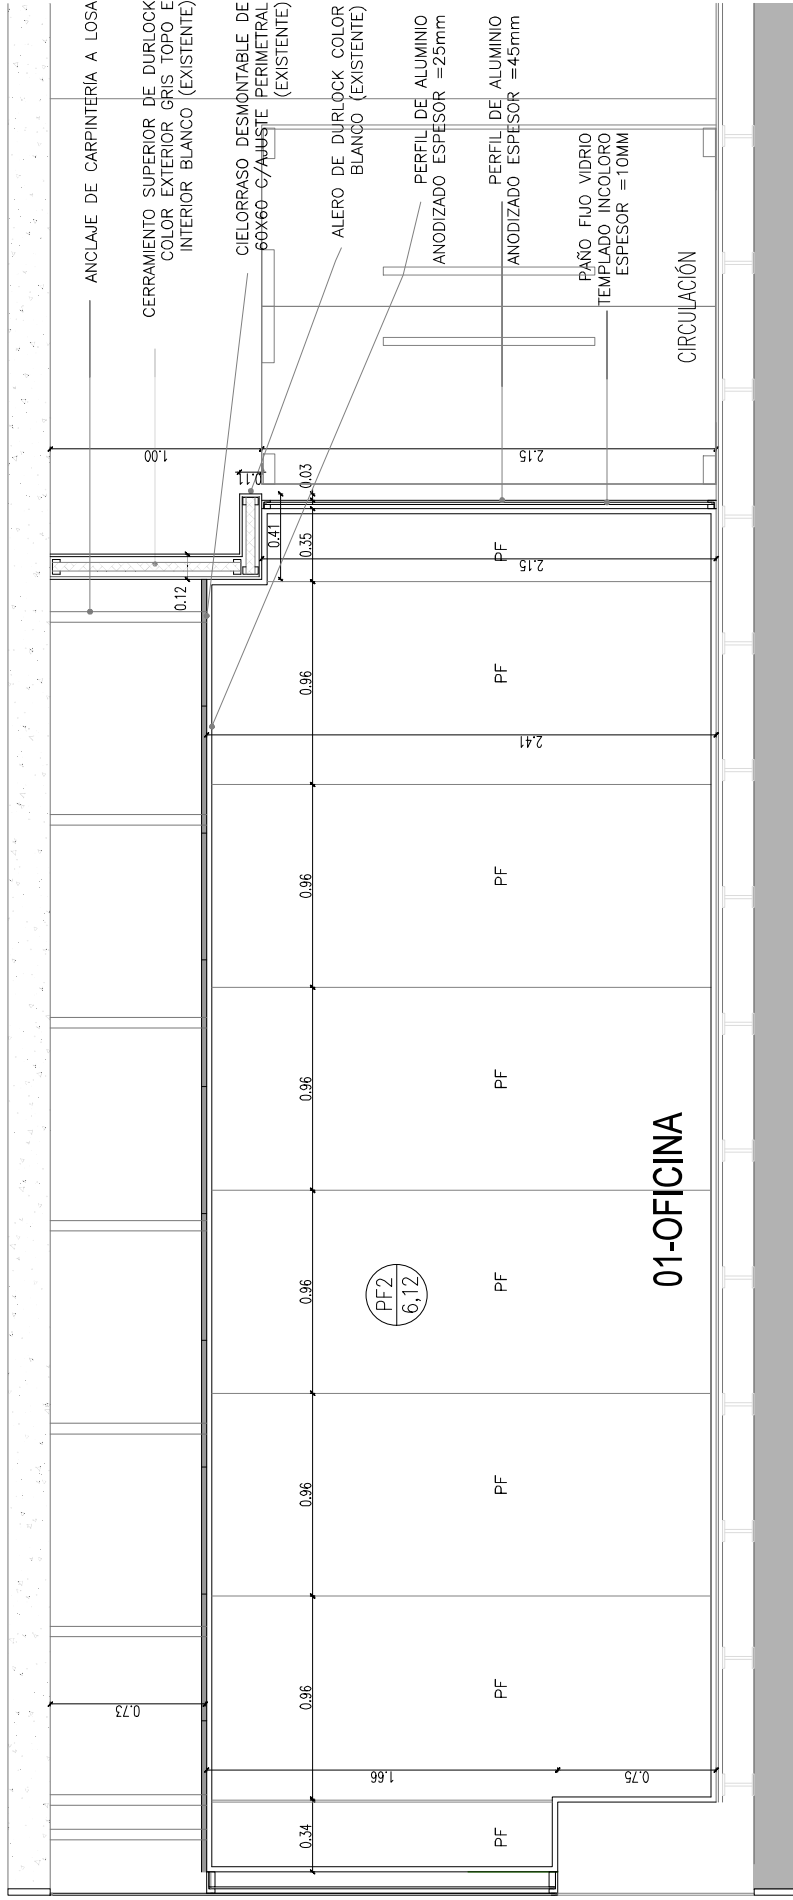 ANCLAJE DE CARPINTERÍA A LOSA
CERRAMIENTO SUPERIOR DE DURLOCK
COLOR EXTERIOR GRIS TOPO E
INTERIOR BLANCO (EXISTENTE)
CIELORRASO DESMONTABLE DE
60X60 C/AJUSTE PERIMETRAL
(EXISTENTE)
ALERO DE DURLOCK COLOR
BLANCO (EXISTENTE)
PERFIL DE ALUMINIO
ANODIZADO ESPESOR =25mm
PERFIL DE ALUMINIO
ANODIZADO ESPESOR =45mm
PAÑO FIJO VIDRIO
TEMPLADO INCOLORO
ESPESOR =10MM
CIRCULACIÓN
1.00
2.15
0.11
0.03
0.41
0.35
PF
2.15
0.12
0.96
PF
2.41
0.96
PF
0.96
PF
01-OFICINA
0.96
PF2
6,12
PF
0.96
PF
0.96
PF
0.73
1.66
0.75
0.34
PF